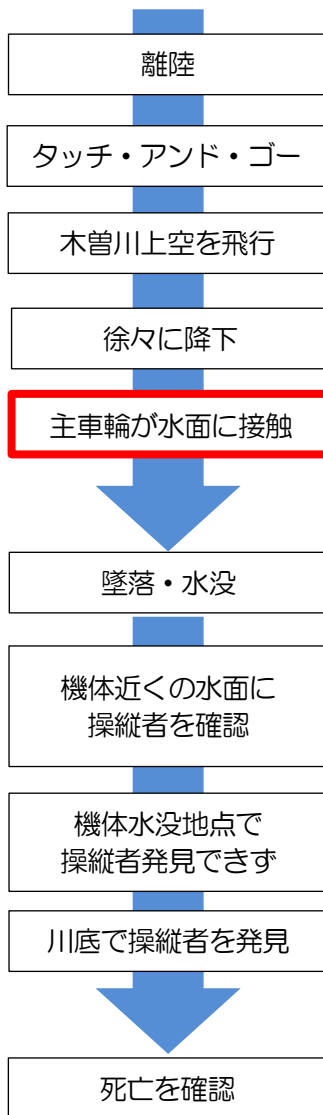 離陸
タッチ・アンド・ゴー
木曽川上空を飛行
徐々に降下
主車輪が水面に接触
墜落・水没
機体近くの水面に
操縦者を確認
機体水没地点で
操縦者発見できず
川底で操縦者を発見
死亡を確認